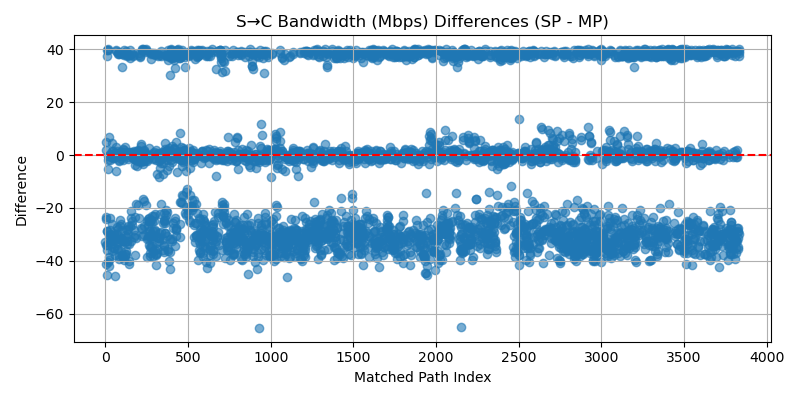 S→C Bandwidth (Mbps) Differences (SP - MP)
40
20
0
−20
−40
−60
Difference
0 500 1000 1500 2000 2500 3000 3500 4000
Matched Path Index